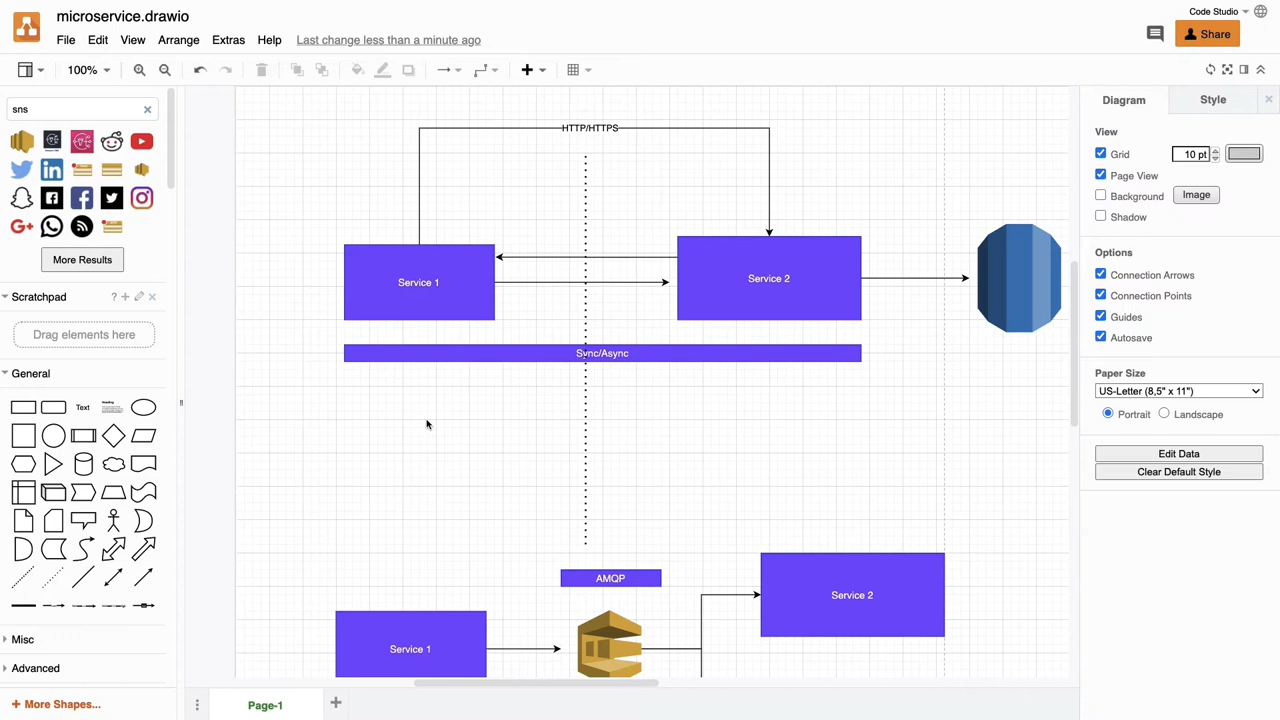 microservice.drawio
Code Studio
File Edit View Arrange Extras Help Last change less than a minute ago
Share
100%
sns
More Results
Scratchpad
Drag elements here
General
Text
Heading
Misc
Advanced
+ More Shapes...
HTTP/HTTPS
Service 1
Service 2
Sync/Async
AMQP
Service 2
Service 1
Page-1
Diagram Style
View
Grid 10 pt
Page View
Background Image
Shadow
Options
Connection Arrows
Connection Points
Guides
Autosave
Paper Size
US-Letter (8,5" x 11")
Portrait Landscape
Edit Data
Clear Default Style